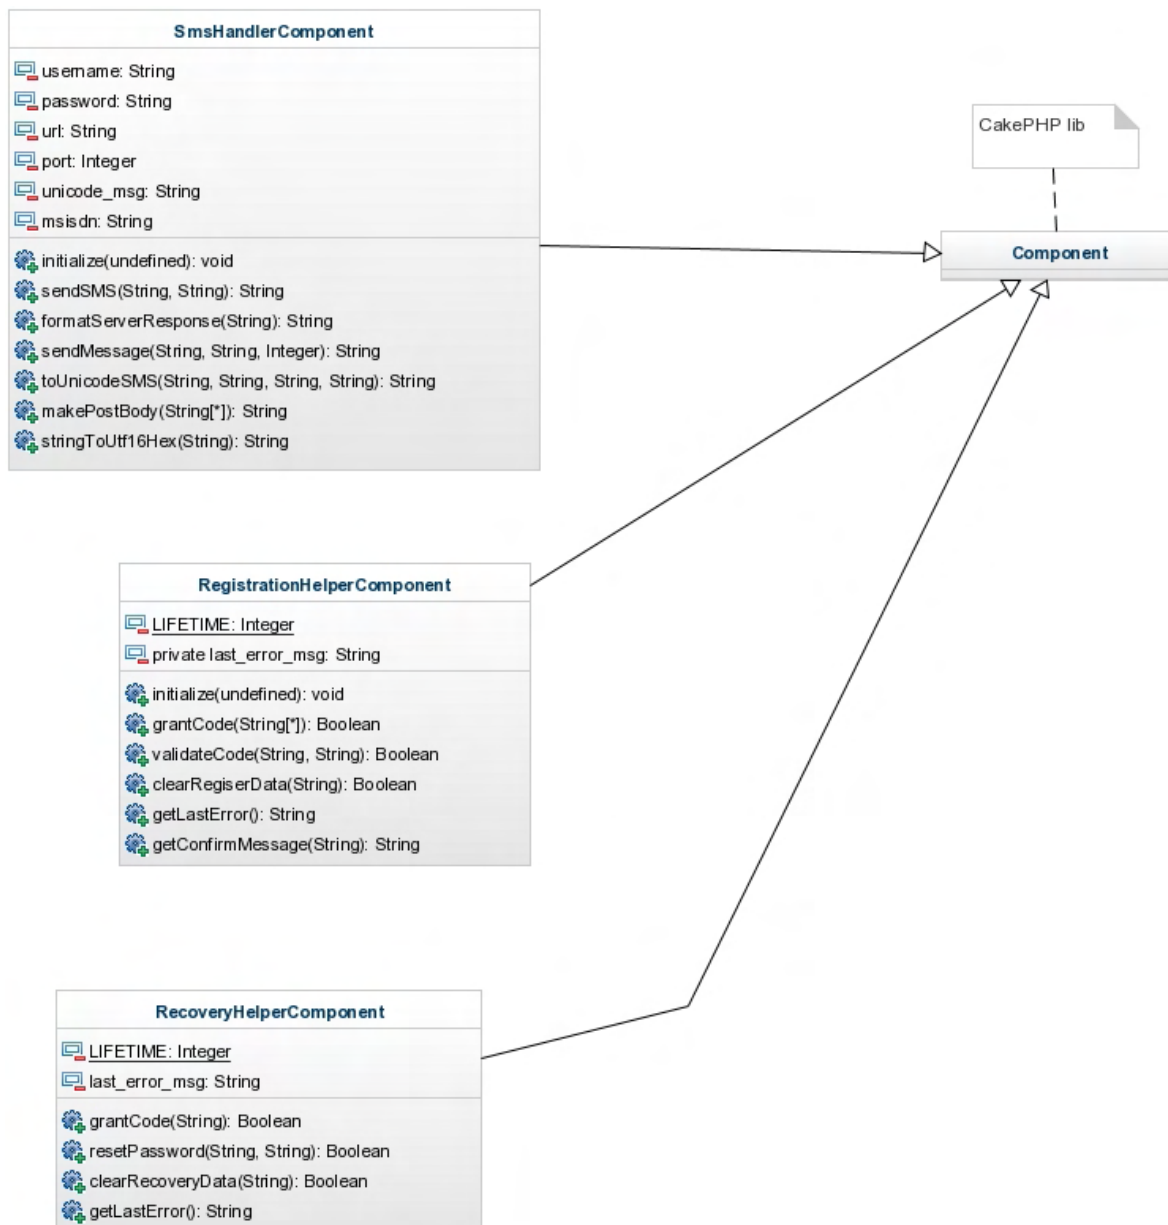 SmsHandlerComponent
username: String
password: String
url: String
port: Integer
unicode_msg: String
msisdn: String
initialize(undefined): void
sendSMS(String, String): String
formatServerResponse(String): String
sendMessage(String, String, Integer): String
toUnicodeSMS(String, String, String, String): String
makePostBody(String[*]): String
stringToUtf16Hex(String): String
CakePHP lib
Component
RegistrationHelperComponent
LIFETIME: Integer
private last_error_msg: String
initialize(undefined): void
grantCode(String[*]): Boolean
validateCode(String, String): Boolean
clearRegiserData(String): Boolean
getLastError(): String
getConfirmMessage(String): String
RecoveryHelperComponent
LIFETIME: Integer
last_error_msg: String
grantCode(String): Boolean
resetPassword(String, String): Boolean
clearRecoveryData(String): Boolean
getLastError(): String